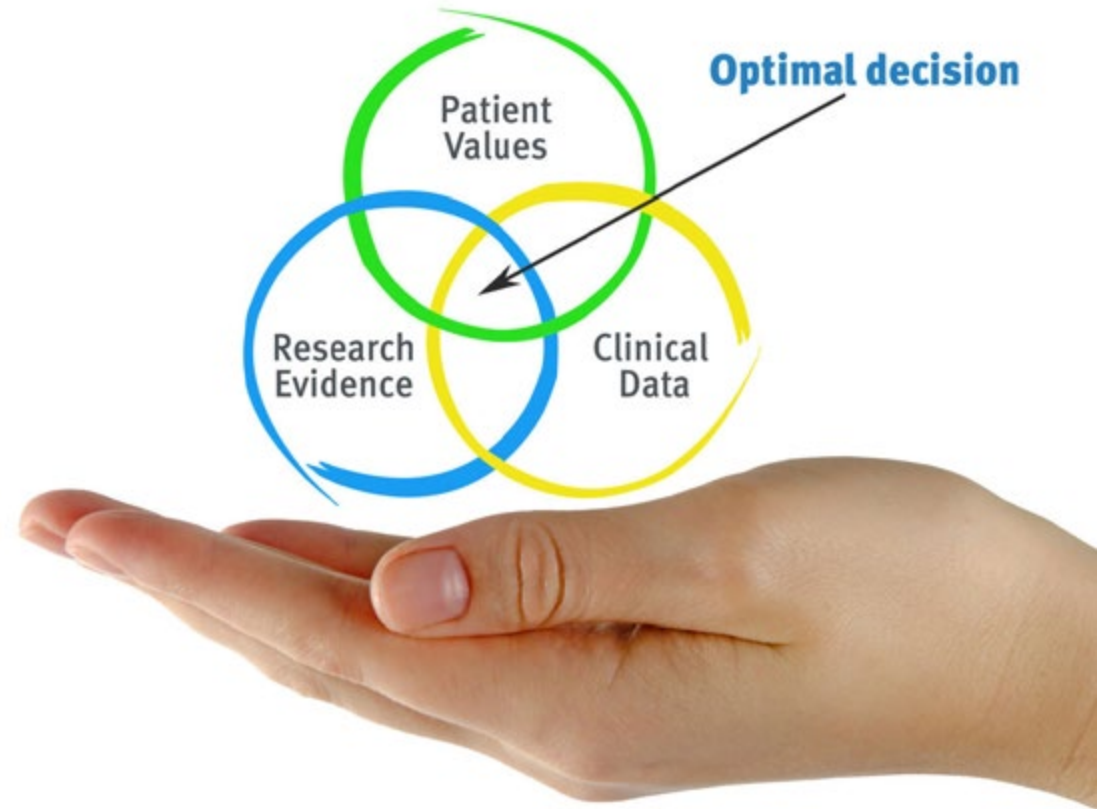 Optimal decision
Patient
Values
Research
Evidence
Clinical
Data